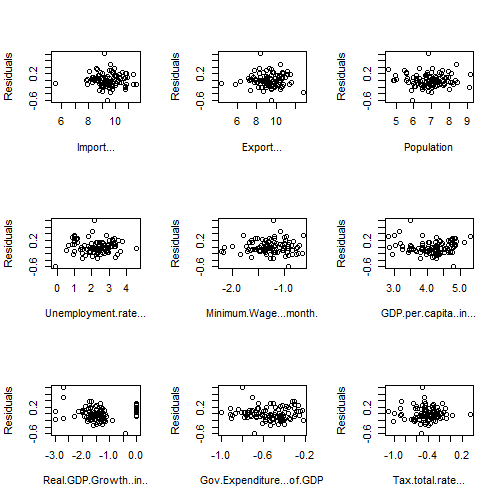 Residuals
0.2
-0.6
6 8 10
Import...
Residuals
0.2
-0.6
6 8 10
Export...
Residuals
0.2
-0.6
5 6 7 8 9
Population
Residuals
0.2
-0.6
0 1 2 3 4
Unemployment.rate...
Residuals
0.2
-0.6
-2.0 -1.0
Minimum.Wage...month.
Residuals
0.2
-0.6
3.0 4.0 5.0
GDP.per.capita..in...
Residuals
0.2
-0.6
-3.0 -2.0 -1.0 0.0
Real.GDP.Growth..in..
Residuals
0.2
-0.6
-1.0 -0.6 -0.2
Gov.Expenditure...of.GDP
Residuals
0.2
-0.6
-1.0 -0.4 0.2
Tax.total.rate...